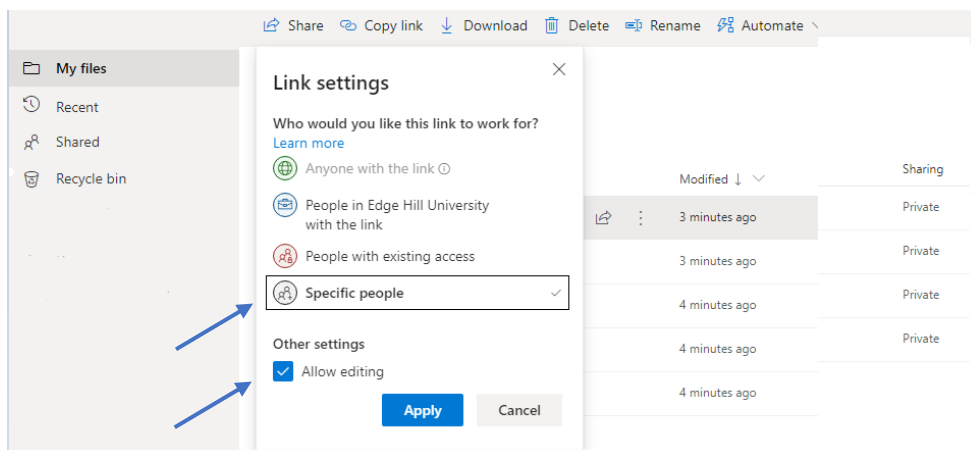 Share Copy link Download Delete Rename Automate
My files
Recent
Shared
Recycle bin
Link settings
Who would you like this link to work for?
Learn more
Anyone with the link
People in Edge Hill University
with the link
People with existing access
Specific people
Other settings
Allow editing
Apply Cancel
Modified Sharing
3 minutes ago Private
3 minutes ago Private
4 minutes ago Private
4 minutes ago Private
4 minutes ago